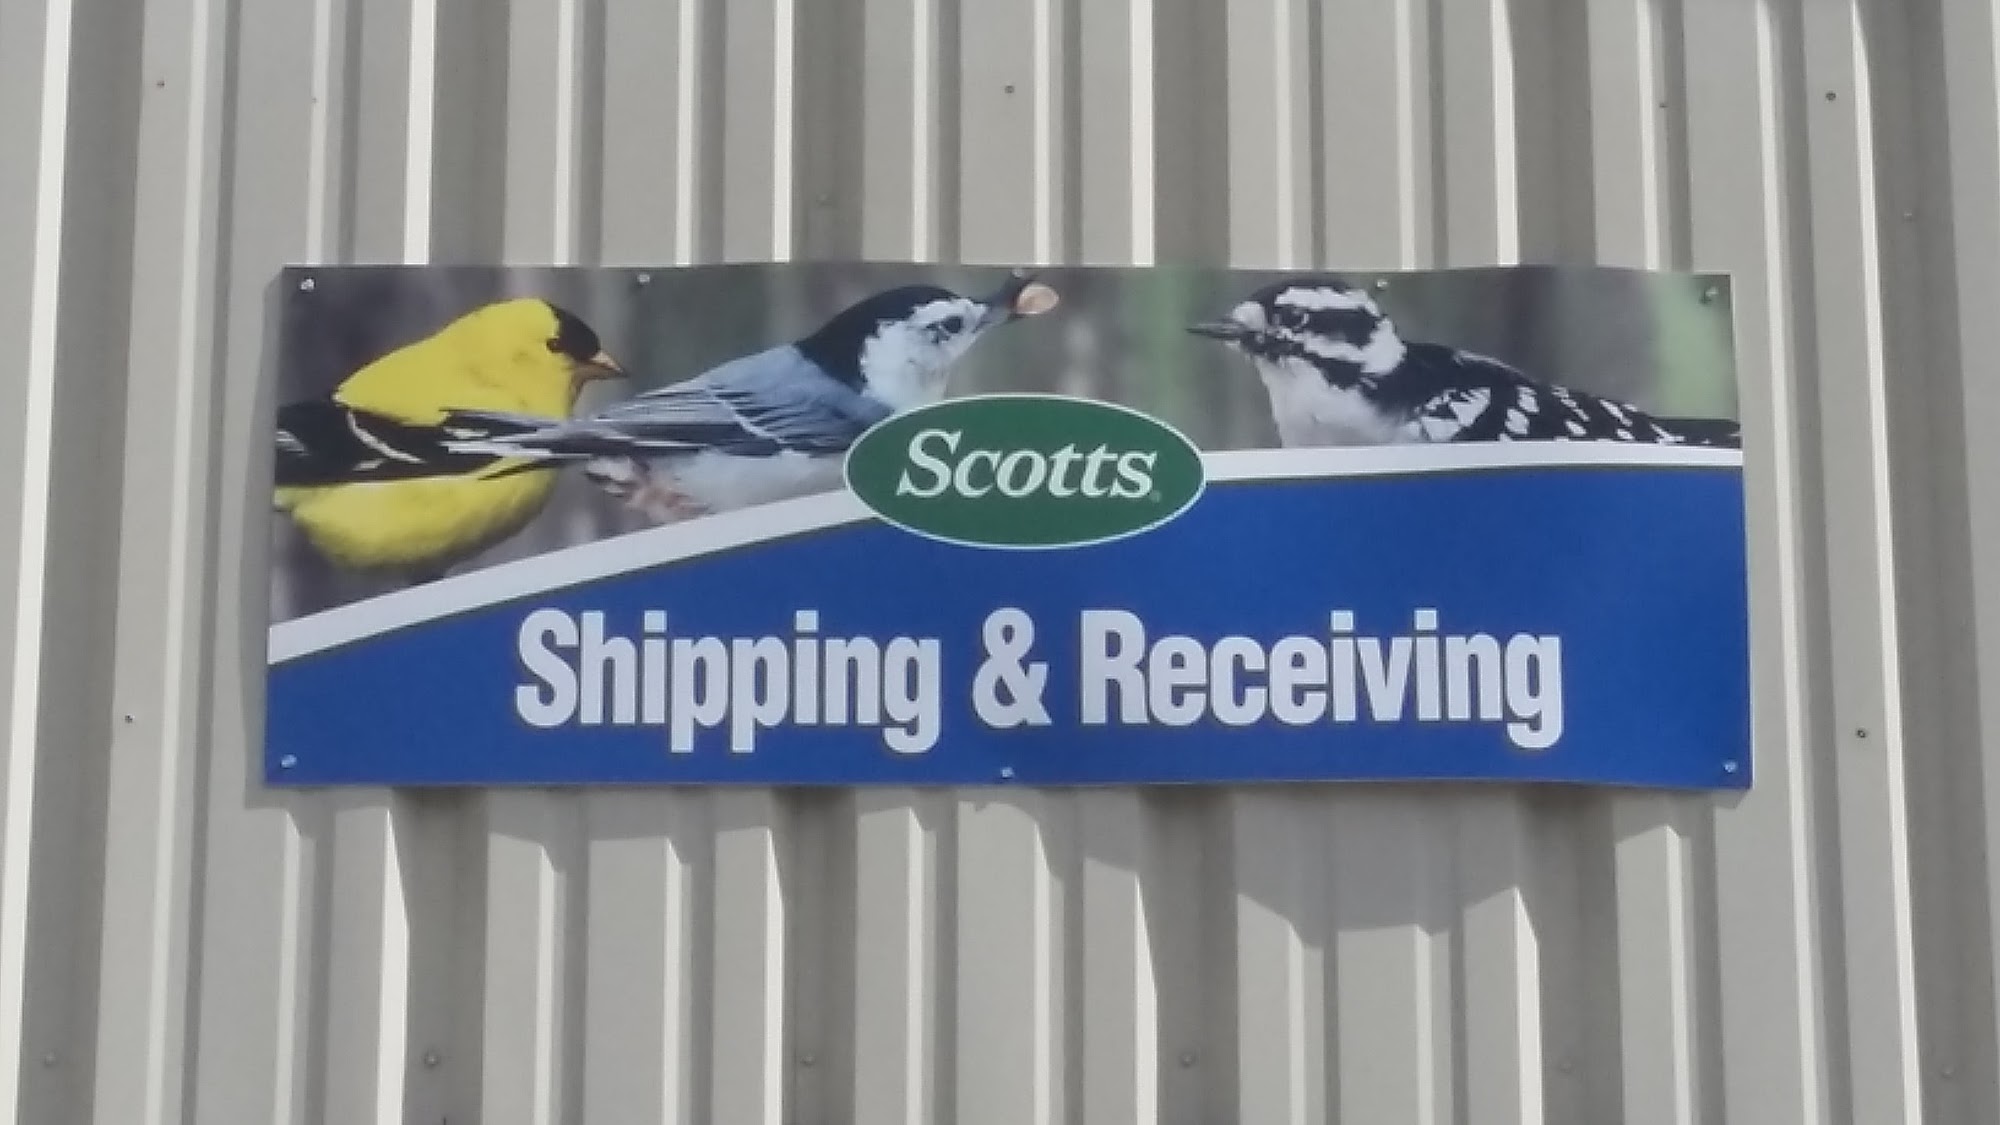 Scotts
Shipping & Receiving